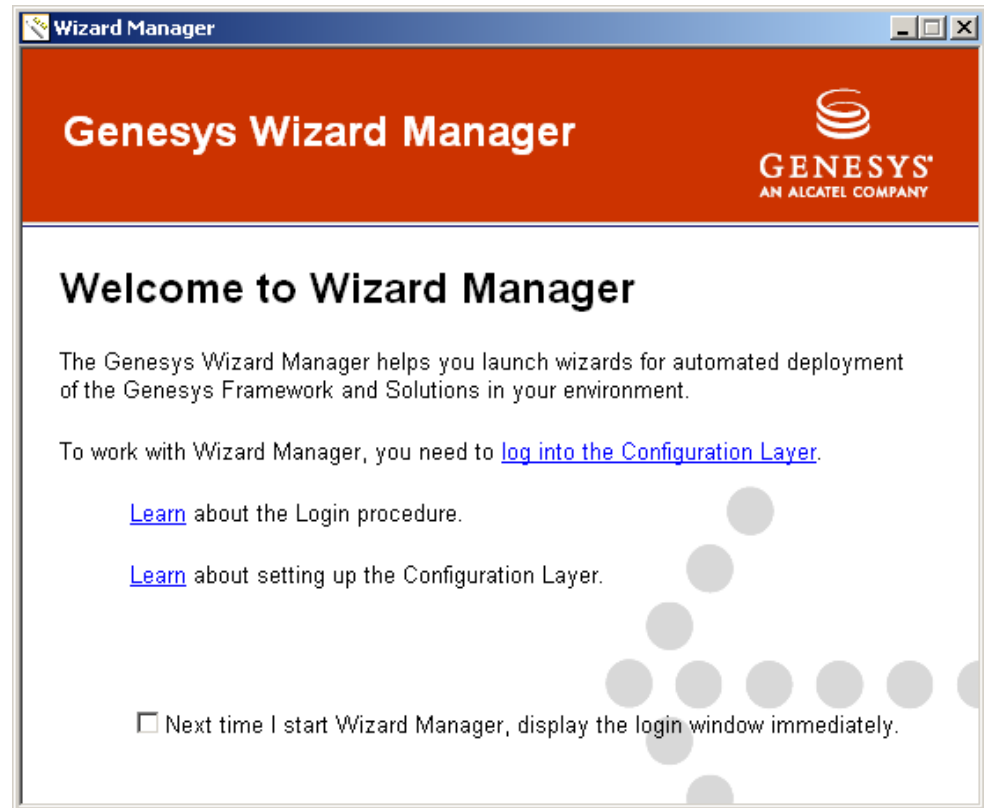 Wizard Manager
Genesys Wizard Manager
GENESYS
AN ALCATEL COMPANY
Welcome to Wizard Manager
The Genesys Wizard Manager helps you launch wizards for automated deployment
of the Genesys Framework and Solutions in your environment.
To work with Wizard Manager, you need to log into the Configuration Layer.
Learn about the Login procedure.
Learn about setting up the Configuration Layer.
Next time I start Wizard Manager, display the login window immediately.